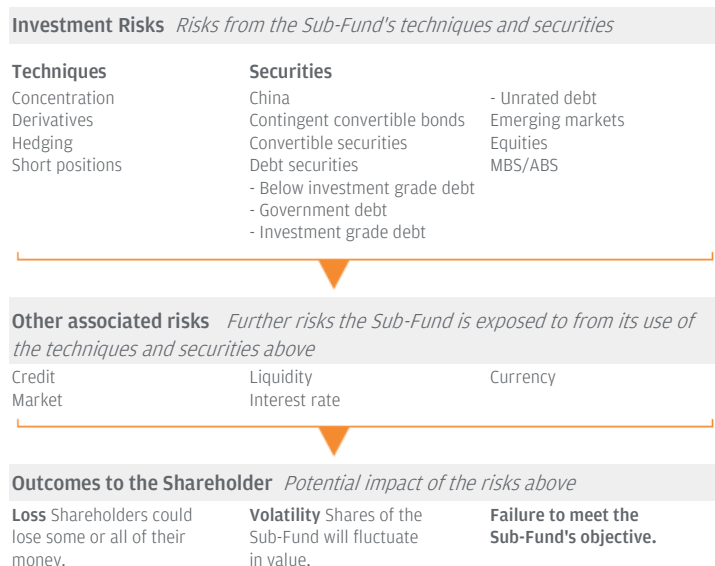 Investment Risks Risks from the Sub-Fund's techniques and securities
Techniques
Concentration
Derivatives
Hedging
Short positions
Securities
China
Contingent convertible bonds
Convertible securities
Debt securities
- Below investment grade debt
- Government debt
- Investment grade debt
- Unrated debt
Emerging markets
Equities
MBS/ABS
Other associated risks Further risks the Sub-Fund is exposed to from its use of
the techniques and securities above
Credit
Market
Liquidity
Interest rate
Currency
Outcomes to the Shareholder Potential impact of the risks above
Loss Shareholders could
lose some or all of their
money.
Volatility Shares of the
Sub-Fund will fluctuate
in value.
Failure to meet the
Sub-Fund's objective.